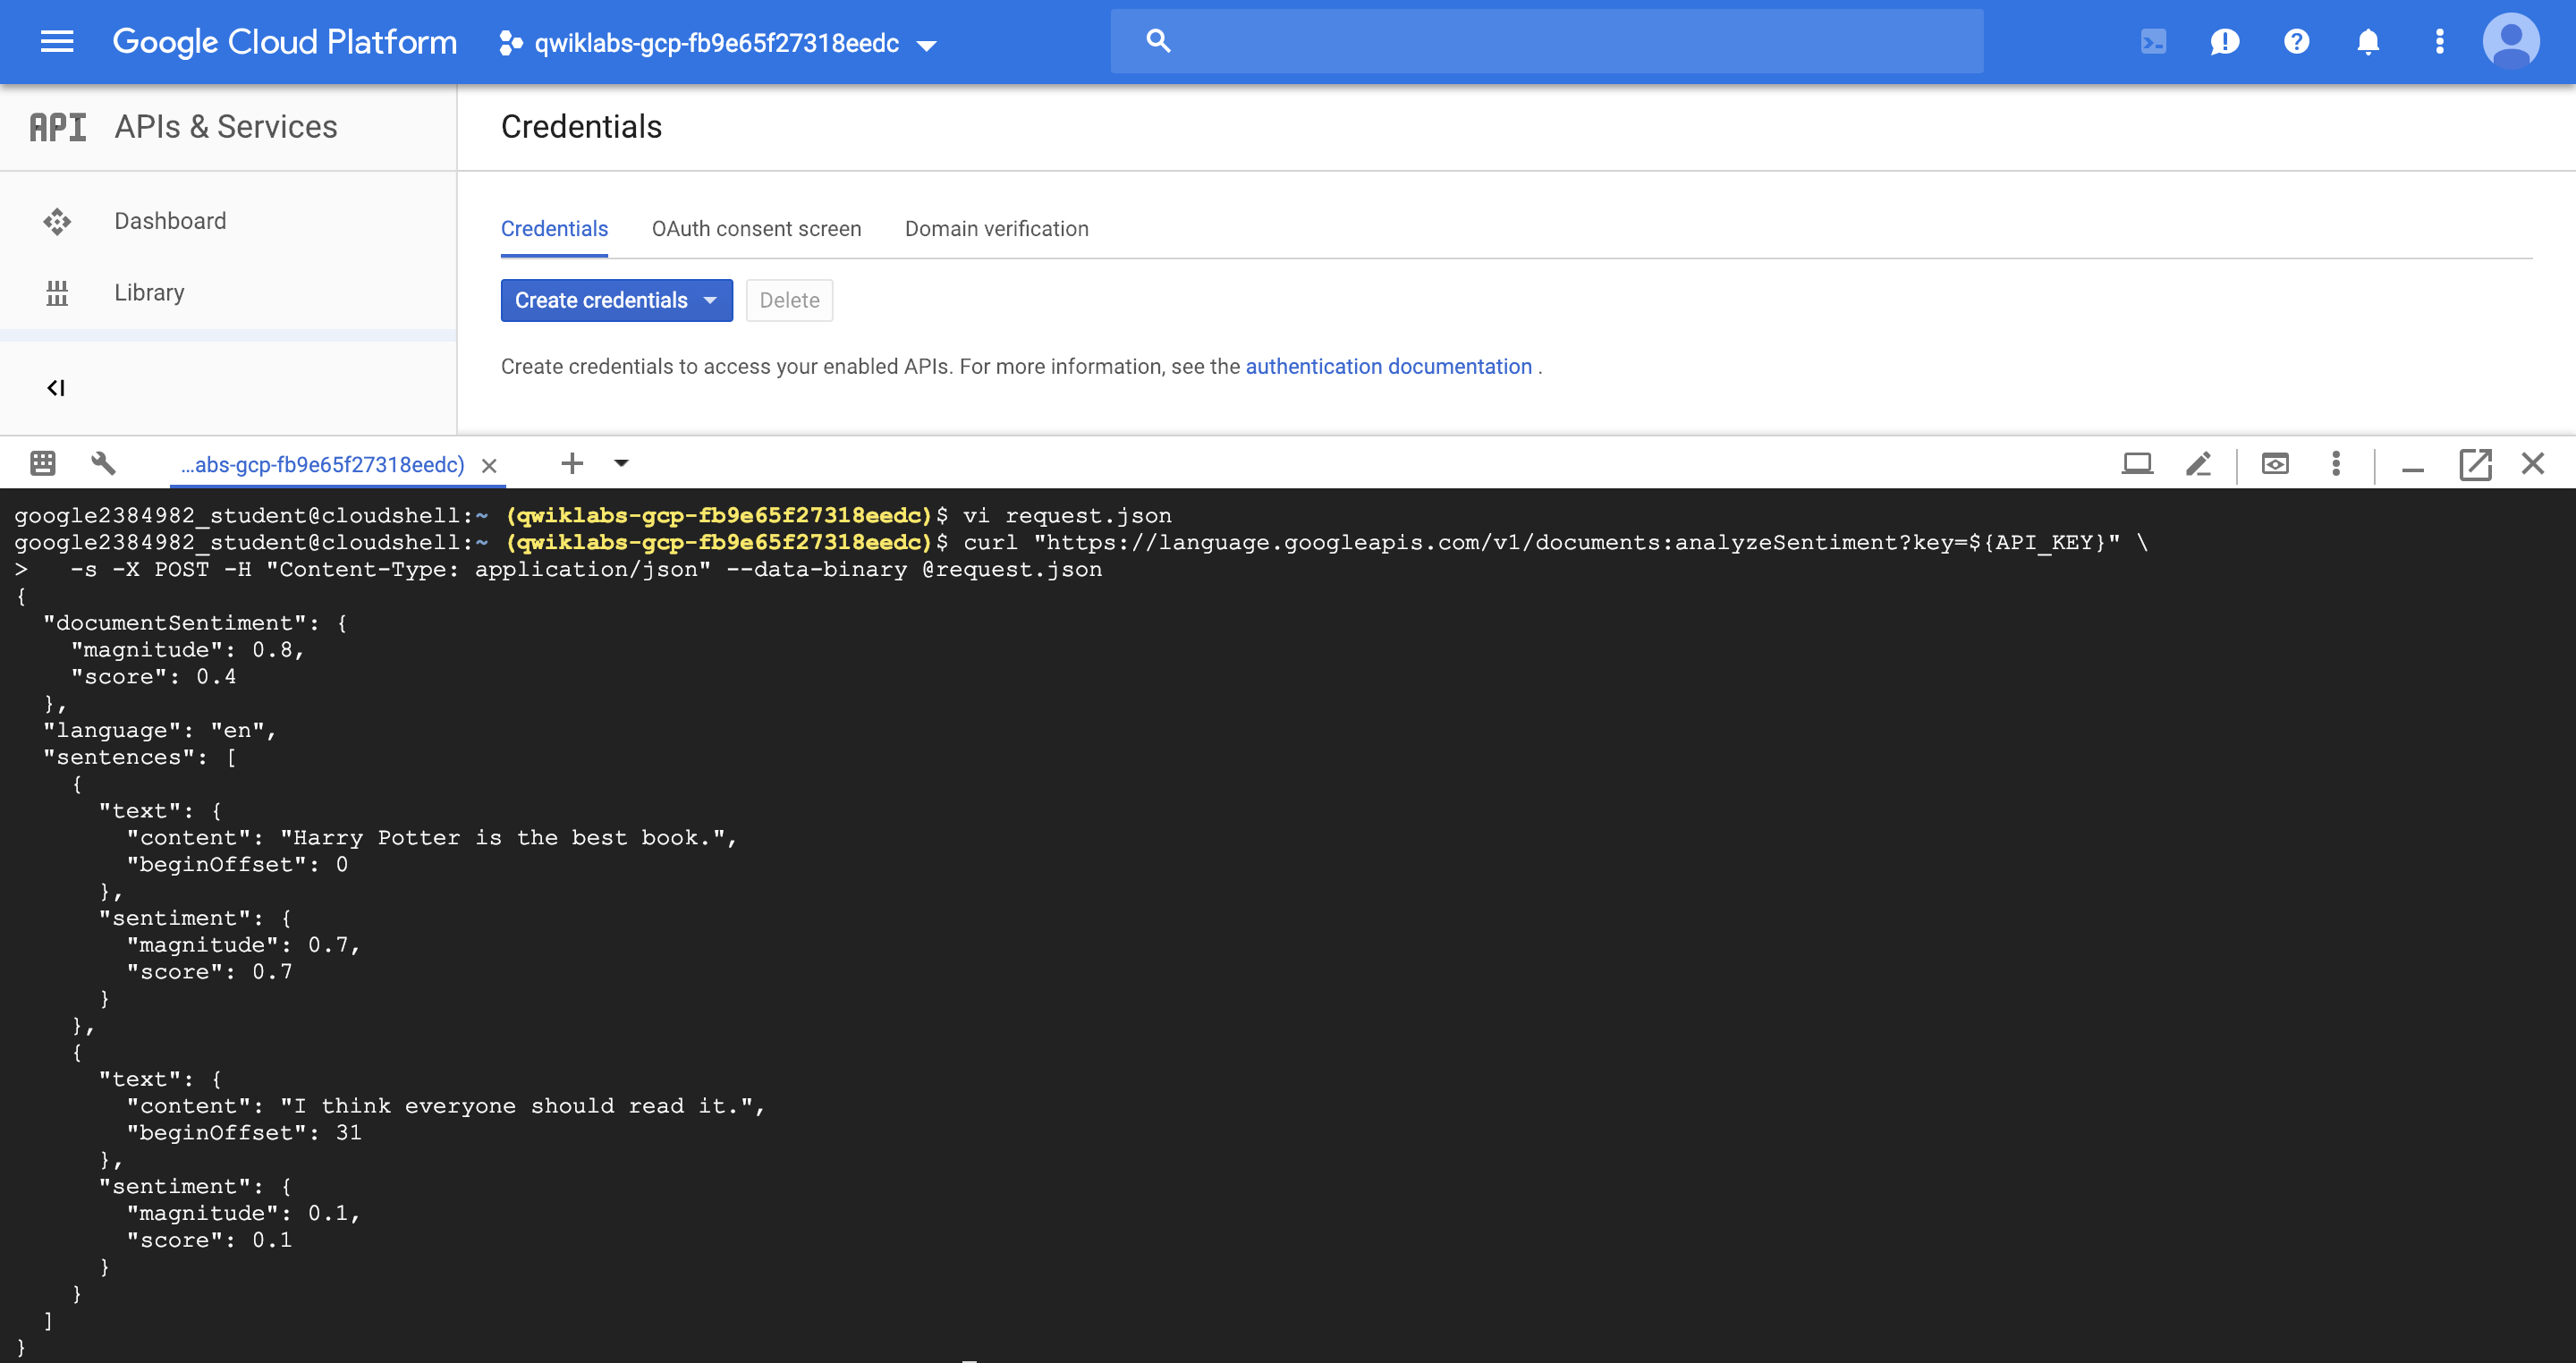 Google Cloud Platform
qwiklabs-gcp-fb9e65f27318eedc
API APIs & Services
Credentials
Dashboard
Library
Credentials OAuth consent screen Domain verification
Create credentials Delete
Create credentials to access your enabled APIs. For more information, see the authentication documentation .
...abs-gcp-fb9e65f27318eedc)
google2384982_student@cloudshell:~ (qwiklabs-gcp-fb9e65f27318eedc)$ vi request.json
google2384982_student@cloudshell:~ (qwiklabs-gcp-fb9e65f27318eedc)$ curl "https://language.googleapis.com/v1/documents:analyzeSentiment?key=${API_KEY}" \
>   -s -X POST -H "Content-Type: application/json" --data-binary @request.json
{
  "documentSentiment": {
    "magnitude": 0.8,
    "score": 0.4
  },
  "language": "en",
  "sentences": [
    {
      "text": {
        "content": "Harry Potter is the best book.",
        "beginOffset": 0
      },
      "sentiment": {
        "magnitude": 0.7,
        "score": 0.7
      }
    },
    {
      "text": {
        "content": "I think everyone should read it.",
        "beginOffset": 31
      },
      "sentiment": {
        "magnitude": 0.1,
        "score": 0.1
      }
    }
  ]
}